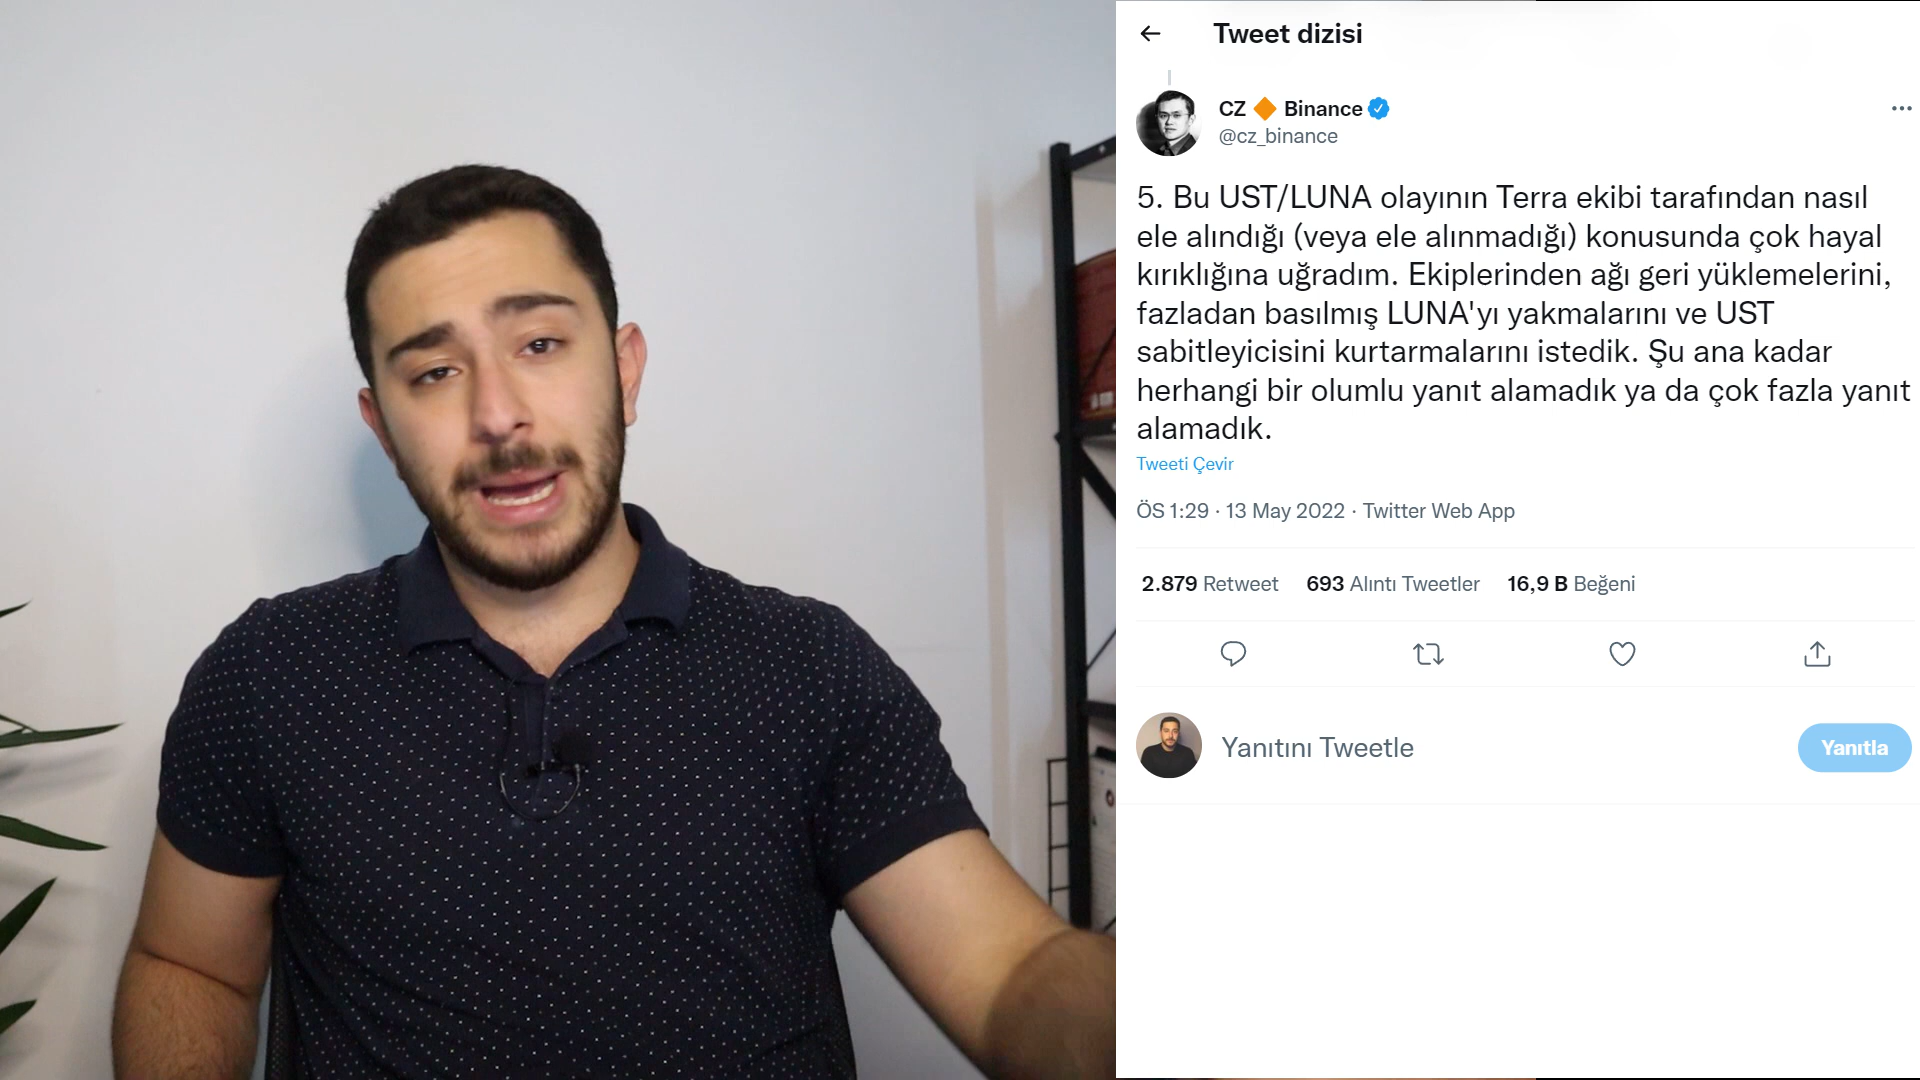 Tweet dizisi
CZ 🔶 Binance
@cz_binance
5. Bu UST/LUNA olayının Terra ekibi tarafından nasıl
ele alındığı (veya ele alınmadığı) konusunda çok hayal
kırıklığına uğradım. Ekiplerinden ağı geri yüklemelerini,
fazladan basılmış LUNA'yı yakmalarını ve UST
sabitleyicisini kurtarmalarını istedik. Şu ana kadar
herhangi bir olumlu yanıt alamadık ya da çok fazla yanıt
alamadık.
Tweeti Çevir
ÖS 1:29 · 13 May 2022 · Twitter Web App
2.879 Retweet 693 Alıntı Tweetler 16,9 B Beğeni
Yanıtını Tweetle
Yanıtla